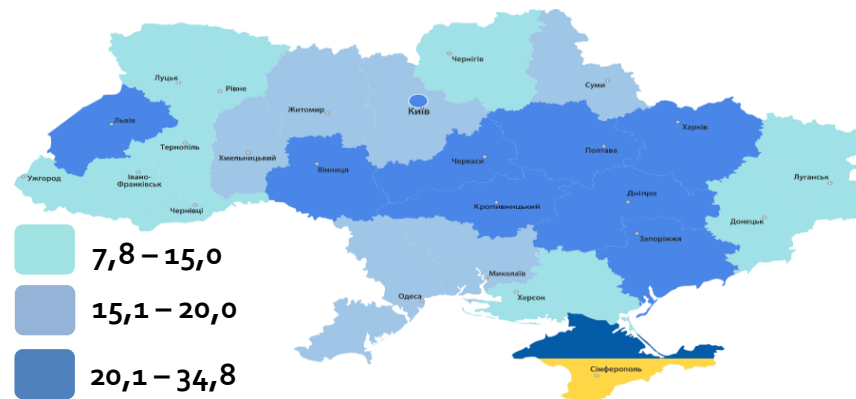 Чернігів
Луцьк
Рівне
Суми
Житомир
Київ
Львів
Харків
Тернопіль
Хмельницький
Полтава
Черкаси
Вінниця
Ужгород
Івано-
Франківськ
Луганськ
Дніпро
Чернівці
Кропивницький
Донецьк
Запоріжжя
7,8 – 15,0
Миколаїв
Одеса
Херсон
15,1 – 20,0
20,1 – 34,8
Сімферополь